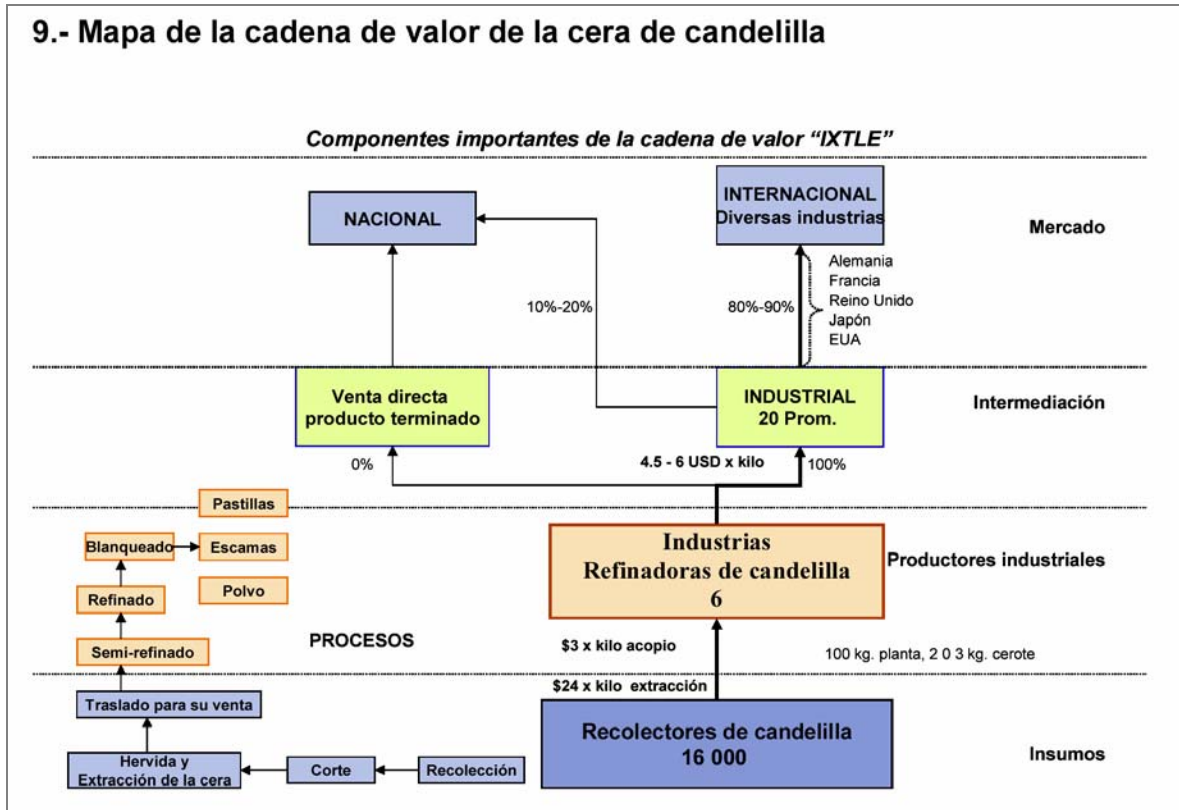 9.- Mapa de la cadena de valor de la cera de candelilla
Componentes importantes de la cadena de valor “IXTLE”
NACIONAL
INTERNACIONAL
Diversas industrias
Mercado
10%-20%
80%-90%
Alemania
Francia
Reino Unido
Japón
EUA
Venta directa
producto terminado
INDUSTRIAL
20 Prom.
Intermediación
0%
4.5 - 6 USD x kilo
100%
Pastillas
Blanqueado
Escamas
Polvo
Refinado
Semi-refinado
PROCESOS
Industrias
Refinadoras de candelilla
6
Productores industriales
$3 x kilo acopio
100 kg. planta, 2 0 3 kg. cerote
$24 x kilo extracción
Traslado para su venta
Hervida y
Extracción de la cera
Corte
Recolección
Recolectores de candelilla
16 000
Insumos